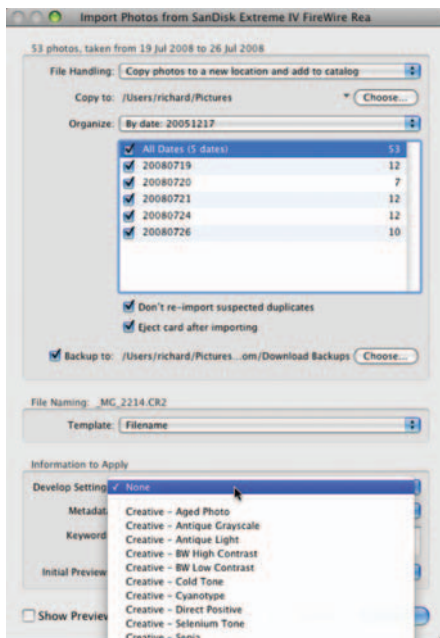 Import Photos from SanDisk Extreme IV FireWire Rea
53 photos, taken from 19 Jul 2008 to 26 Jul 2008
File Handling: Copy photos to a new location and add to catalog
Copy to: /Users/richard/Pictures Choose...
Organize: By date: 20051217
All Dates (5 dates) 53
20080719 12
20080720 7
20080721 12
20080724 12
20080726 10
Don't re-import suspected duplicates
Eject card after importing
Backup to: /Users/richard/Pictures...om/Download Backups Choose...
File Naming: _MG_2214.CR2
Template: Filename
Information to Apply
Develop Setting ✓ None
Metadat
Creative – Aged Photo
Creative – Antique Grayscale
Keyword
Creative – Antique Light
Creative – BW High Contrast
Creative – BW Low Contrast
Initial Preview
Creative – Cold Tone
Creative – Cyanotype
Show Preview
Creative – Direct Positive
Creative – Selenium Tone
Creative – Sepia